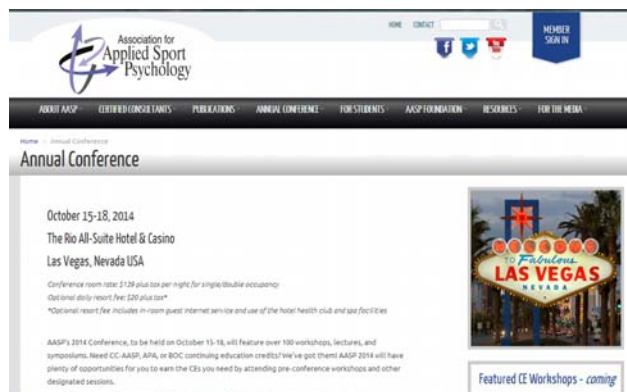 Association for
Applied Sport
Psychology
HOME CONTACT
MEMBER
SIGN IN
ABOUT AASP CERTIFIED CONSULTANTS PUBLICATIONS ANNUAL CONFERENCE FOR STUDENTS AASP FOUNDATION RESOURCES FOR THE MEDIA
Home Annual Conference
Annual Conference
October 15-18, 2014
The Rio All-Suite Hotel & Casino
Las Vegas, Nevada USA
Conference room rate: $139 plus tax per night for single/double occupancy
Optional daily resort fee: $20 plus tax*
*Optional resort fee includes in-room guest internet service and use of the hotel health club and spa facilities
AASP's 2014 Conference, to be held on October 15-18, will feature over 100 workshops, lectures, and
symposiums. Need CC-AASP, APA, or BOC continuing education credits? We've got them! AASP 2014 will have
plenty of opportunities for you to earn the CEs you need by attending pre-conference workshops and other
designated sessions.
TO Fabulous
LAS VEGAS
NEVADA
Featured CE Workshops - coming